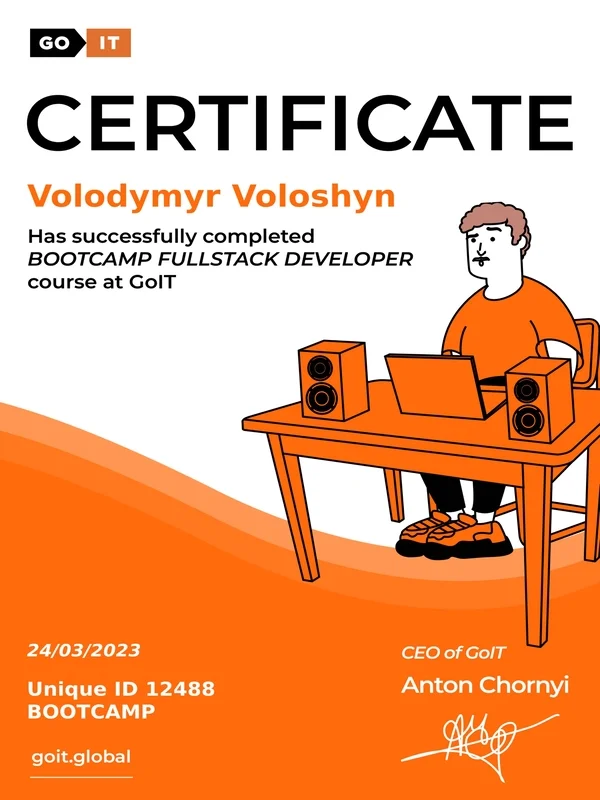 GO IT
CERTIFICATE
Volodymyr Voloshyn
Has successfully completed
BOOTCAMP FULLSTACK DEVELOPER
course at GoIT
24/03/2023
Unique ID 12488
BOOTCAMP
goit.global
CEO of GoIT
Anton Chornyi